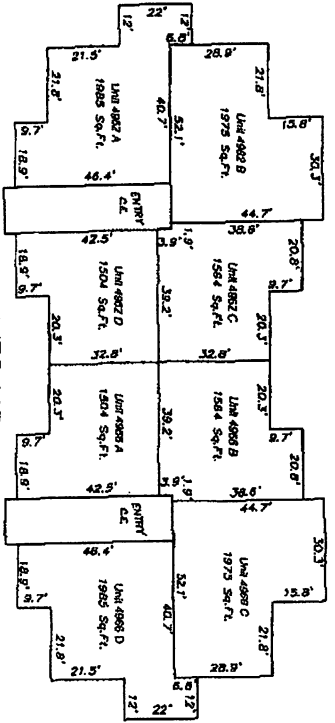 22'
12'
12'
6.8'
21.5'
28.9'
21.8'
21.8'
15.8'
Unit 4962 A
1985 Sq.Ft.
Unit 4962 B
1975 Sq.Ft.
40.7'
52.1'
30.3'
9.7'
18.9'
46.4'
44.7'
ENTRY
C.E.
42.5'
3.9'
1.9'
38.6'
20.8'
18.9'
9.7'
9.7'
Unit 4962 D
1504 Sq.Ft.
39.2'
Unit 4962 C
1564 Sq.Ft.
20.3'
20.3'
32.8'
32.8'
20.3'
20.3'
Unit 4966 A
1504 Sq.Ft.
39.2'
Unit 4966 B
1564 Sq.Ft.
9.7'
9.7'
18.9'
20.8'
42.5'
3.9'
1.9'
38.6'
44.7'
ENTRY
C.E.
46.4'
30.3'
18.9'
9.7'
52.1'
40.7'
Unit 4966 D
1985 Sq.Ft.
Unit 4966 C
1975 Sq.Ft.
15.8'
21.8'
21.8'
21.5'
28.9'
6.8'
12'
12'
22'